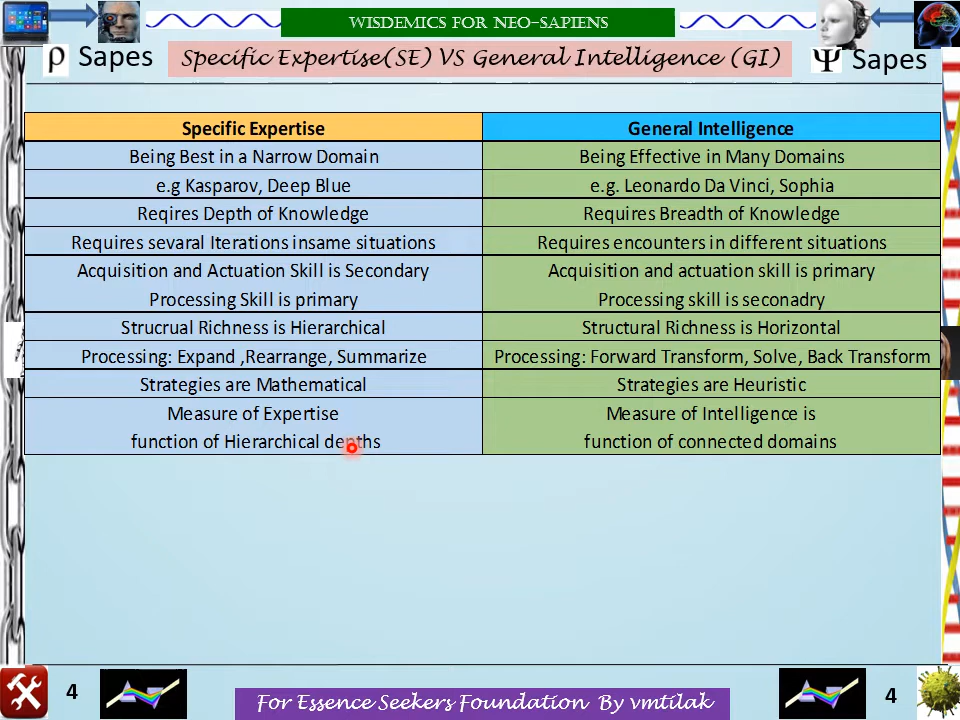 WISDEMICS FOR NEO-SAPIENS
ρ Sapes
Specific Expertise(SE) VS General Intelligence (GI)
Ψ Sapes
Specific Expertise
General Intelligence
Being Best in a Narrow Domain
Being Effective in Many Domains
e.g Kasparov, Deep Blue
e.g. Leonardo Da Vinci, Sophia
Reqires Depth of Knowledge
Requires Breadth of Knowledge
Requires sevaral Iterations insame situations
Requires encounters in different situations
Acquisition and Actuation Skill is Secondary
Processing Skill is primary
Acquisition and actuation skill is primary
Processing skill is seconadry
Strucrual Richness is Hierarchical
Structural Richness is Horizontal
Processing: Expand ,Rearrange, Summarize
Processing: Forward Transform, Solve, Back Transform
Strategies are Mathematical
Strategies are Heuristic
Measure of Expertise
function of Hierarchical depths
Measure of Intelligence is
function of connected domains
4
For Essence Seekers Foundation By vmtilak
4